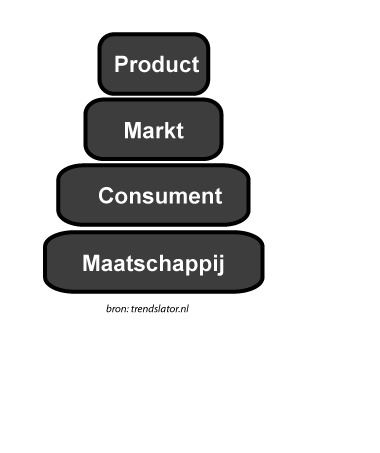 Product
Markt
Consument
Maatschappij
bron: trendslator.nl